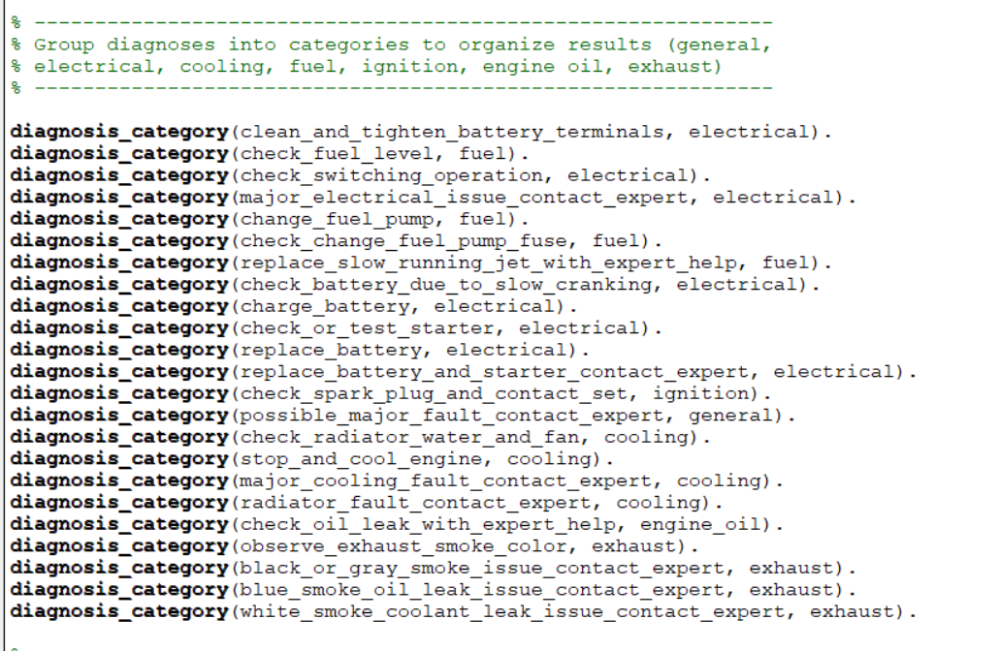 % -------------------------------------------------------------
% Group diagnoses into categories to organize results (general,
% electrical, cooling, fuel, ignition, engine oil, exhaust)
% -------------------------------------------------------------
diagnosis_category(clean_and_tighten_battery_terminals, electrical).
diagnosis_category(check_fuel_level, fuel).
diagnosis_category(check_switching_operation, electrical).
diagnosis_category(major_electrical_issue_contact_expert, electrical).
diagnosis_category(change_fuel_pump, fuel).
diagnosis_category(check_change_fuel_pump_fuse, fuel).
diagnosis_category(replace_slow_running_jet_with_expert_help, fuel).
diagnosis_category(check_battery_due_to_slow_cranking, electrical).
diagnosis_category(charge_battery, electrical).
diagnosis_category(check_or_test_starter, electrical).
diagnosis_category(replace_battery, electrical).
diagnosis_category(replace_battery_and_starter_contact_expert, electrical).
diagnosis_category(check_spark_plug_and_contact_set, ignition).
diagnosis_category(possible_major_fault_contact_expert, general).
diagnosis_category(check_radiator_water_and_fan, cooling).
diagnosis_category(stop_and_cool_engine, cooling).
diagnosis_category(major_cooling_fault_contact_expert, cooling).
diagnosis_category(radiator_fault_contact_expert, cooling).
diagnosis_category(check_oil_leak_with_expert_help, engine_oil).
diagnosis_category(observe_exhaust_smoke_color, exhaust).
diagnosis_category(black_or_gray_smoke_issue_contact_expert, exhaust).
diagnosis_category(blue_smoke_oil_leak_issue_contact_expert, exhaust).
diagnosis_category(white_smoke_coolant_leak_issue_contact_expert, exhaust).